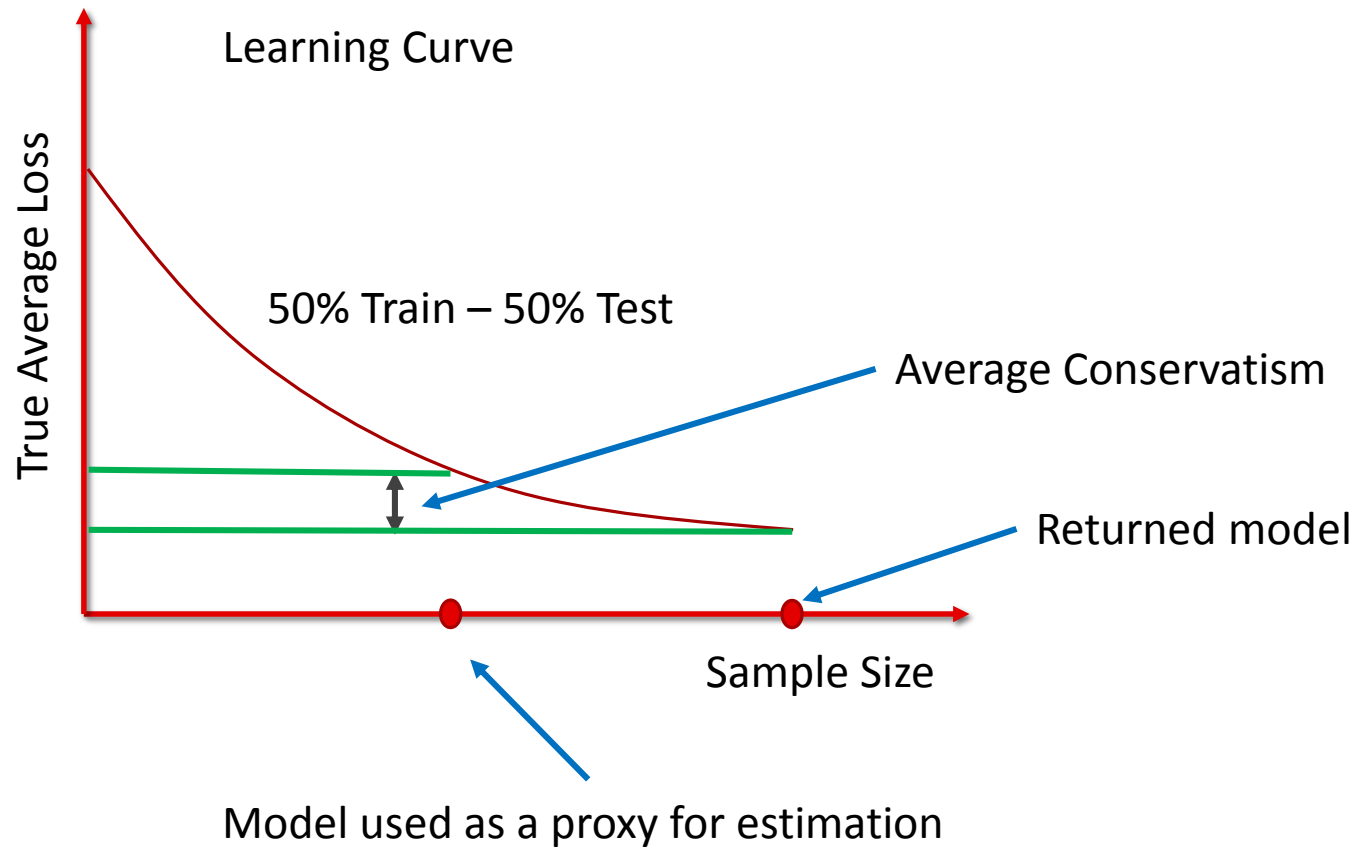 Learning Curve
True Average Loss
50% Train – 50% Test
Average Conservatism
Returned model
Sample Size
Model used as a proxy for estimation